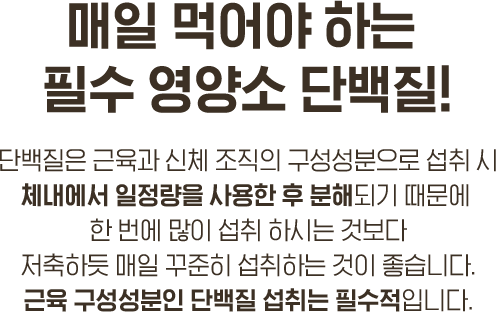 매일 먹어야 하는
필수 영양소 단백질!
단백질은 근육과 신체 조직의 구성성분으로 섭취 시
체내에서 일정량을 사용한 후 분해되기 때문에
한 번에 많이 섭취 하시는 것보다
저축하듯 매일 꾸준히 섭취하는 것이 좋습니다.
근육 구성성분인 단백질 섭취는 필수적입니다.